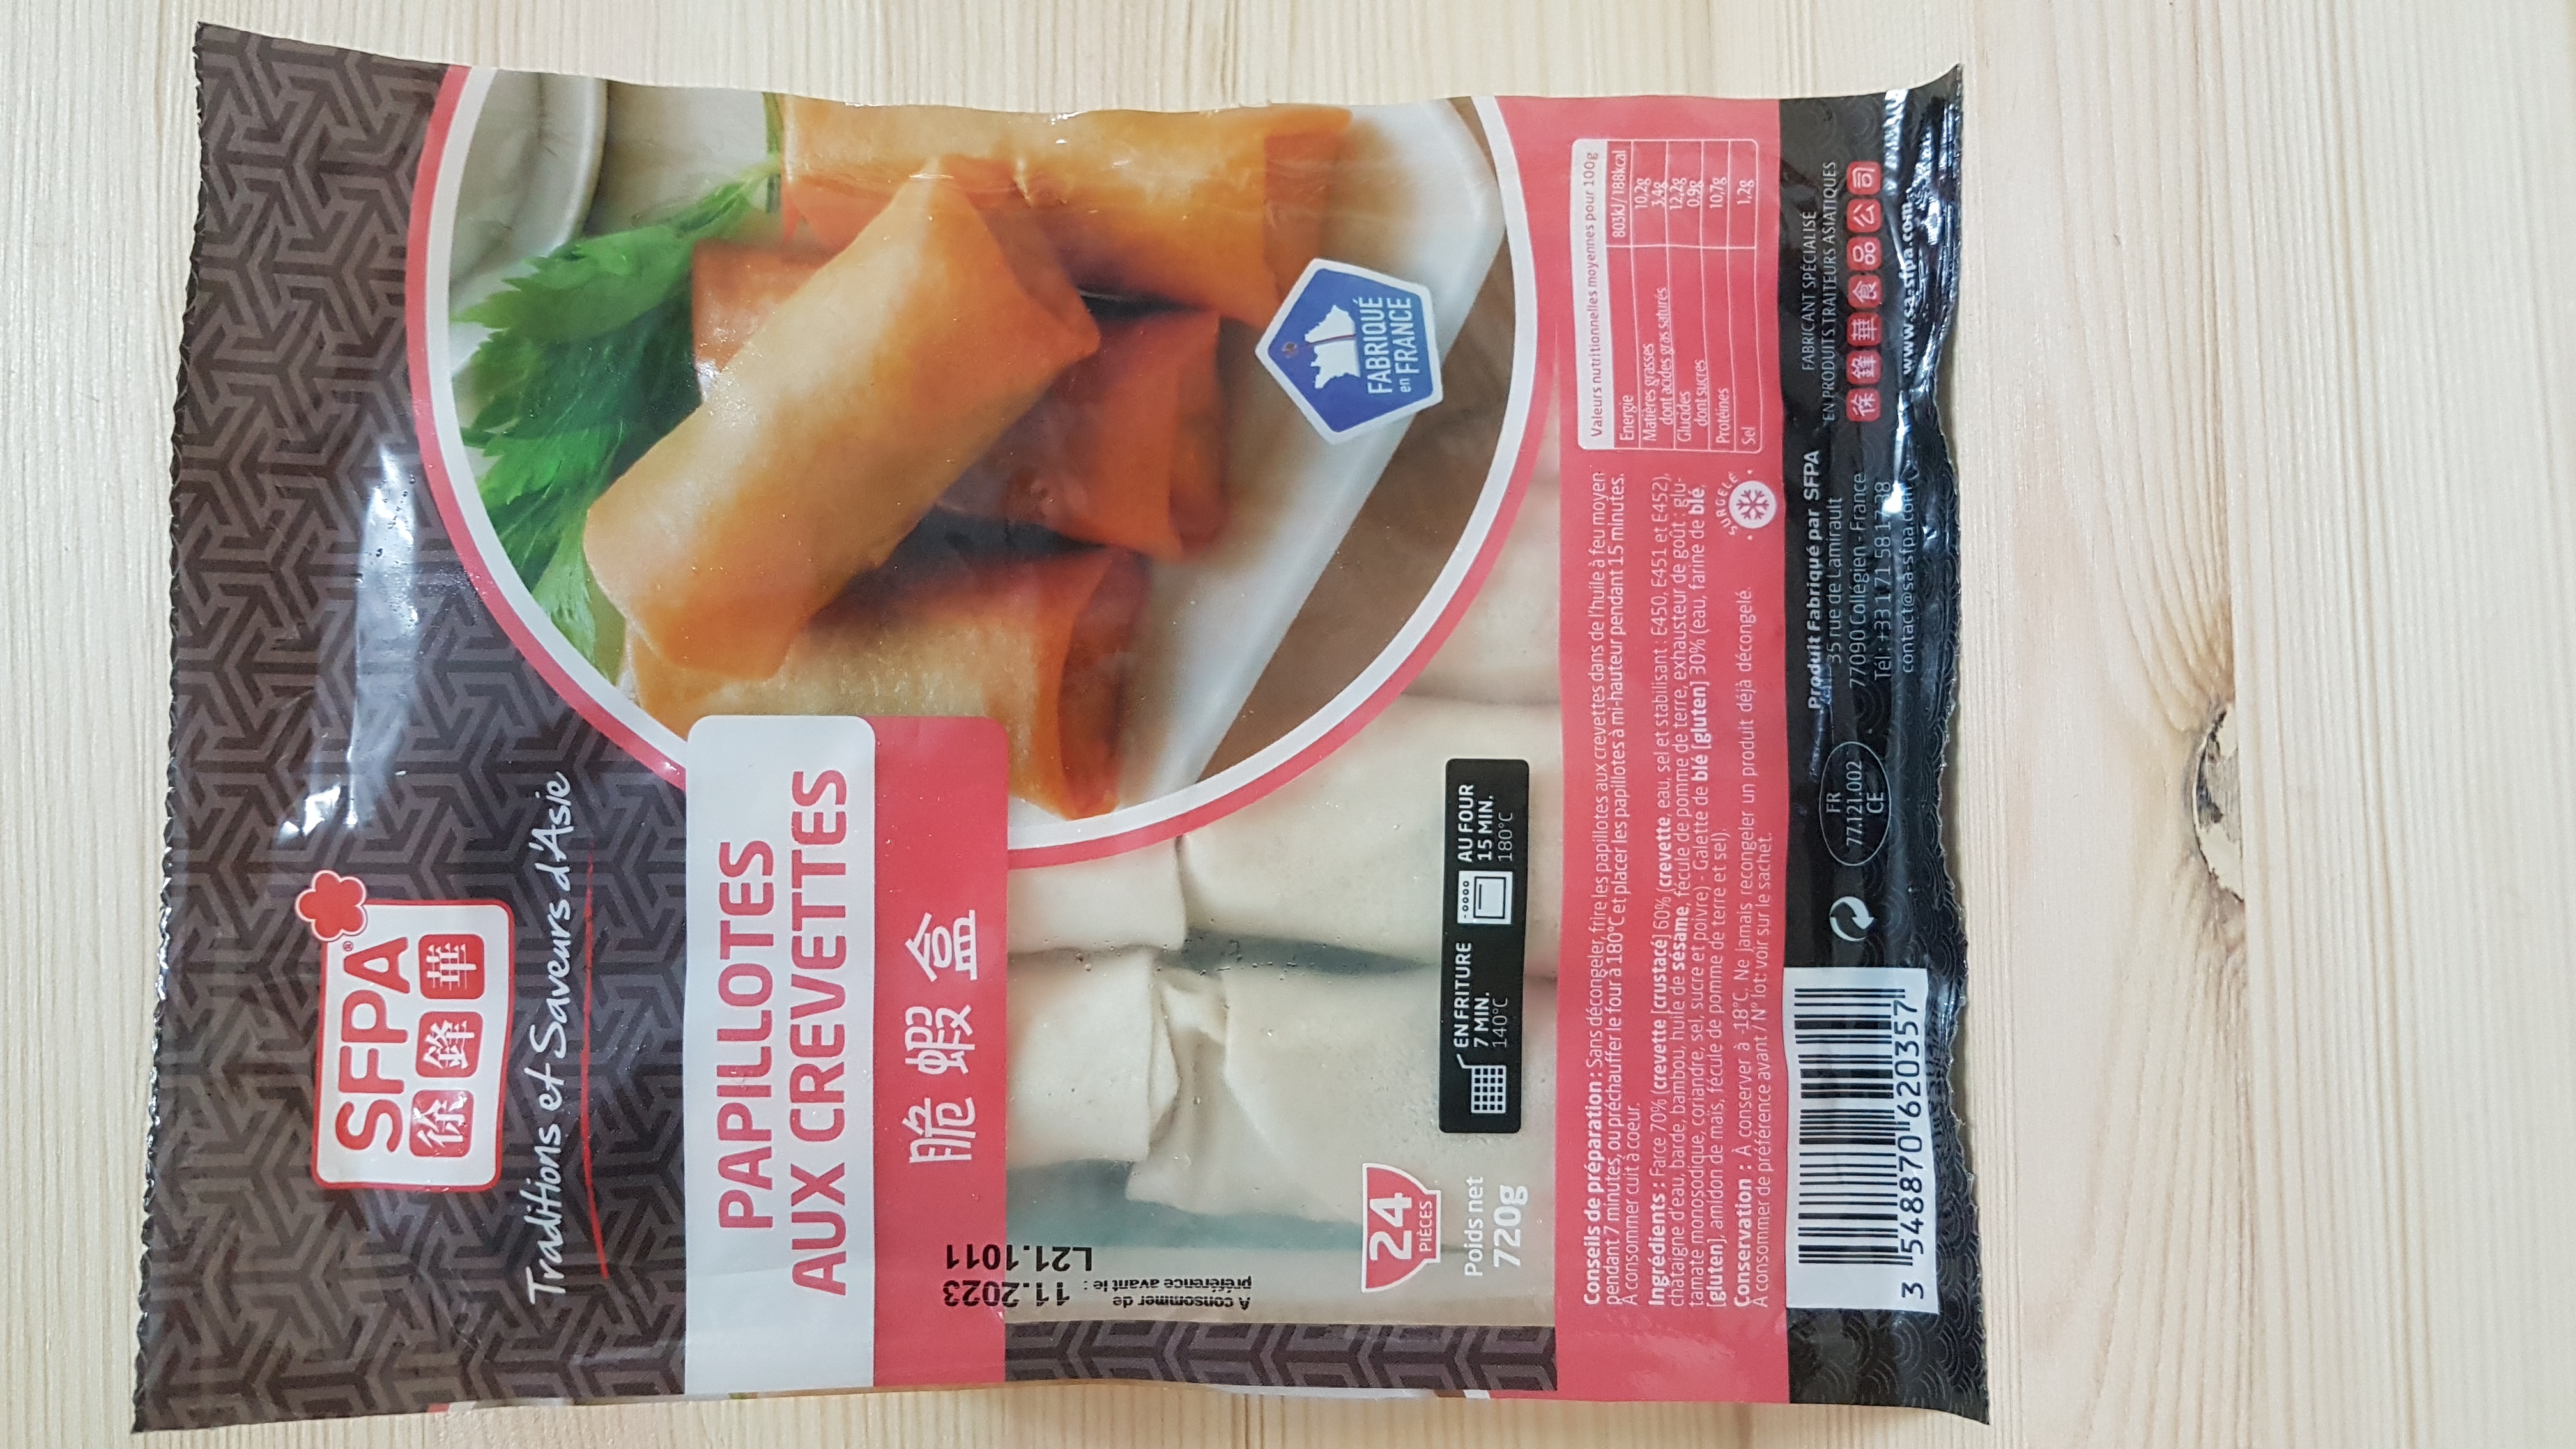 SFPA®
徐鋒華
Traditions et Saveurs d'Asie
PAPILLOTES
AUX CREVETTES
脆蝦盒
A consommer de
préférence avant le : 11.2023
L21.1011
24
PIÈCES
Poids net
720g
EN FRITURE
7 MIN.
140°C
AU FOUR
15 MIN.
180°C
FABRIQUÉ
en FRANCE
Conseils de préparation : Sans décongeler, frire les papillotes aux crevettes dans de l'huile à feu moyen
pendant 7 minutes, ou préchauffer le four à 180°C et placer les papillotes à mi-hauteur pendant 15 minutes.
À consommer cuit à coeur.
Ingrédients : Farce 70% (crevette [crustacé] 60% (crevette, eau, sel et stabilisant : E450, E451 et E452),
châtaigne d'eau, barde, bambou, huile de sésame, fécule de pomme de terre, exhausteur de goût : glu-
tamate monosodique, coriandre, sel, sucre et poivre) - Galette de blé [gluten] 30% (eau, farine de blé,
[gluten], amidon de maïs, fécule de pomme de terre et sel).
Conservation : À conserver à -18°C. Ne jamais recongeler un produit déjà décongelé.
À consommer de préférence avant / N° lot: voir sur le sachet.
SURGELÉ
Valeurs nutritionnelles moyennes pour 100g
Energie 803kJ/188kcal
Matières grasses 10,2g
dont acides gras saturés 3,4g
Glucides 12,2g
dont sucres 0.9g
Protéines 10,7g
Sel 1,2g
3 548870 620357
FR
77.121.002
CE
Produit Fabriqué par SFPA
35 rue de Lamirault
77090 Collégien - France
Tél : +33 1 71 58 17 38
contact@sa-sfpa.com
FABRICANT SPÉCIALISÉ
EN PRODUITS TRAITEURS ASIATIQUES
徐鋒華食品公司
www.sa-sfpa.com